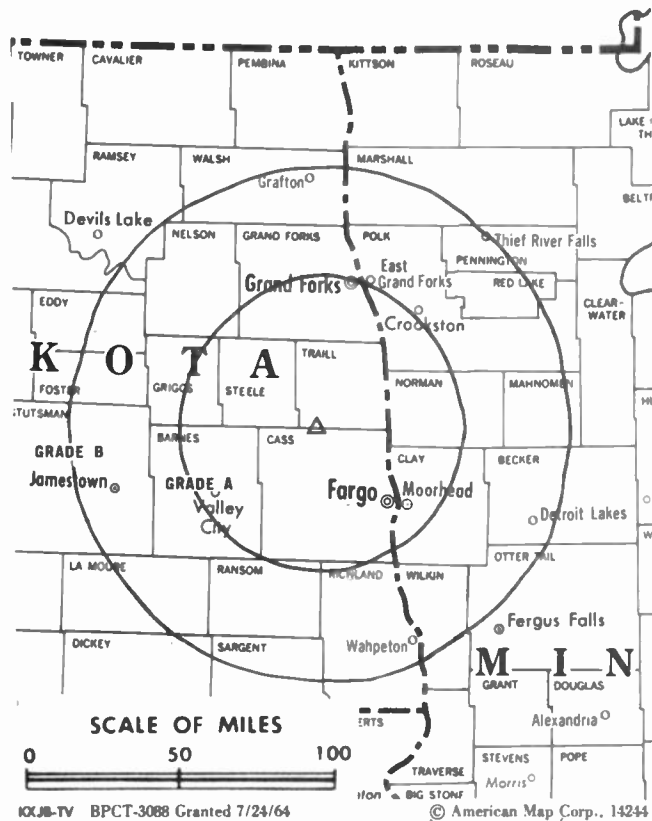 TOWNER CAVALIER PEMBINA KITTSON ROSEAU
LAKE
TH
RAMSEY WALSH MARSHALL
Grafton
BELTR
Devils Lake
NELSON GRAND FORKS POLK
Thief River Falls
PENNINGTON
East
Grand Forks Grand Forks
RED LAKE
EDDY
Crookston
CLEAR-
WATER
K O T A
TRAILL
FOSTER GRIGGS STEELE NORMAN MAHNOMEN
STUTSMAN
BARNES CASS
GRADE B
CLAY BECKER
Jamestown
GRADE A
Valley
City
Fargo Moorhead
Detroit Lakes
OTTER TAIL
LA MOURE RANSOM RICHLAND WILKIN
Fergus Falls
DICKEY SARGENT
Wahpeton
M I N
GRANT DOUGLAS
SCALE OF MILES
ERTS
Alexandria
0 50 100
STEVENS POPE
TRAVERSE
Morris
ton
BIG STONE
KXJB-TV BPCT-3088 Granted 7/24/64 © American Map Corp., 14244